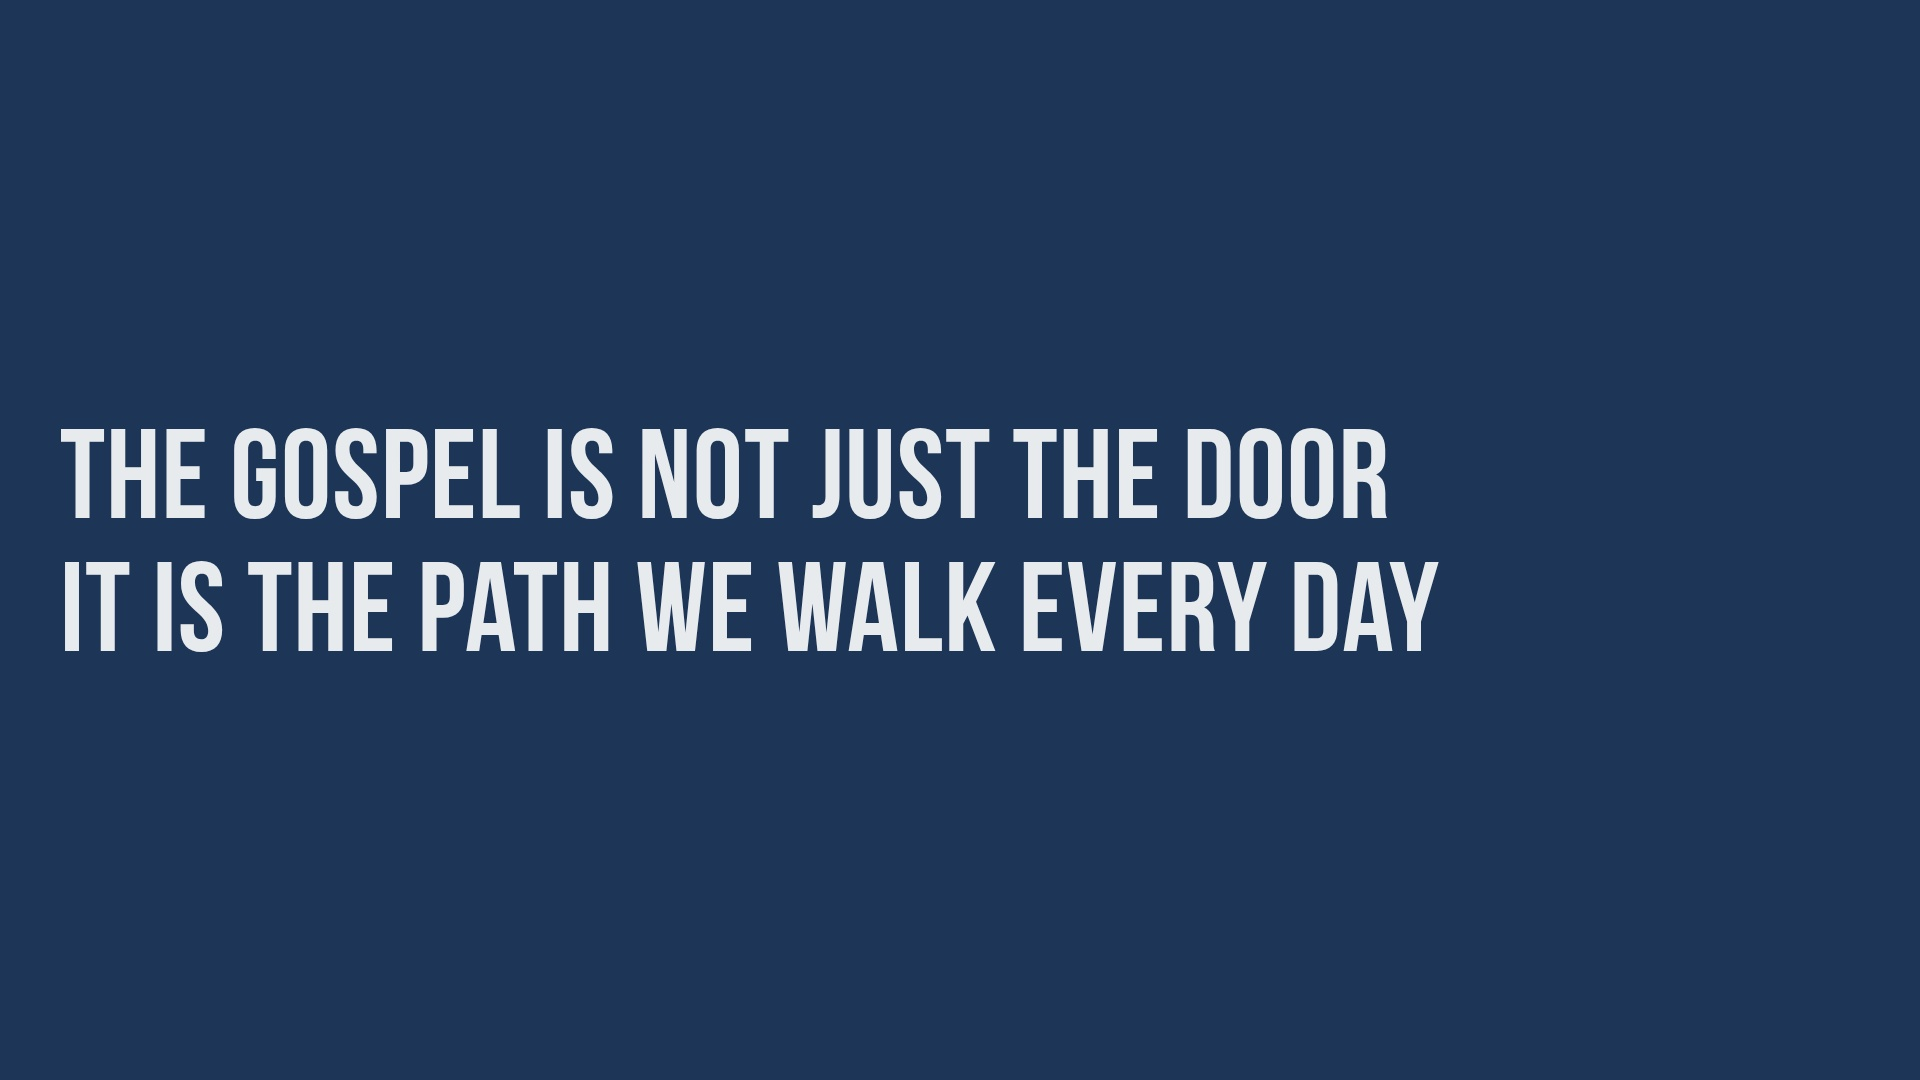 THE GOSPEL IS NOT JUST THE DOOR
IT IS THE PATH WE WALK EVERY DAY